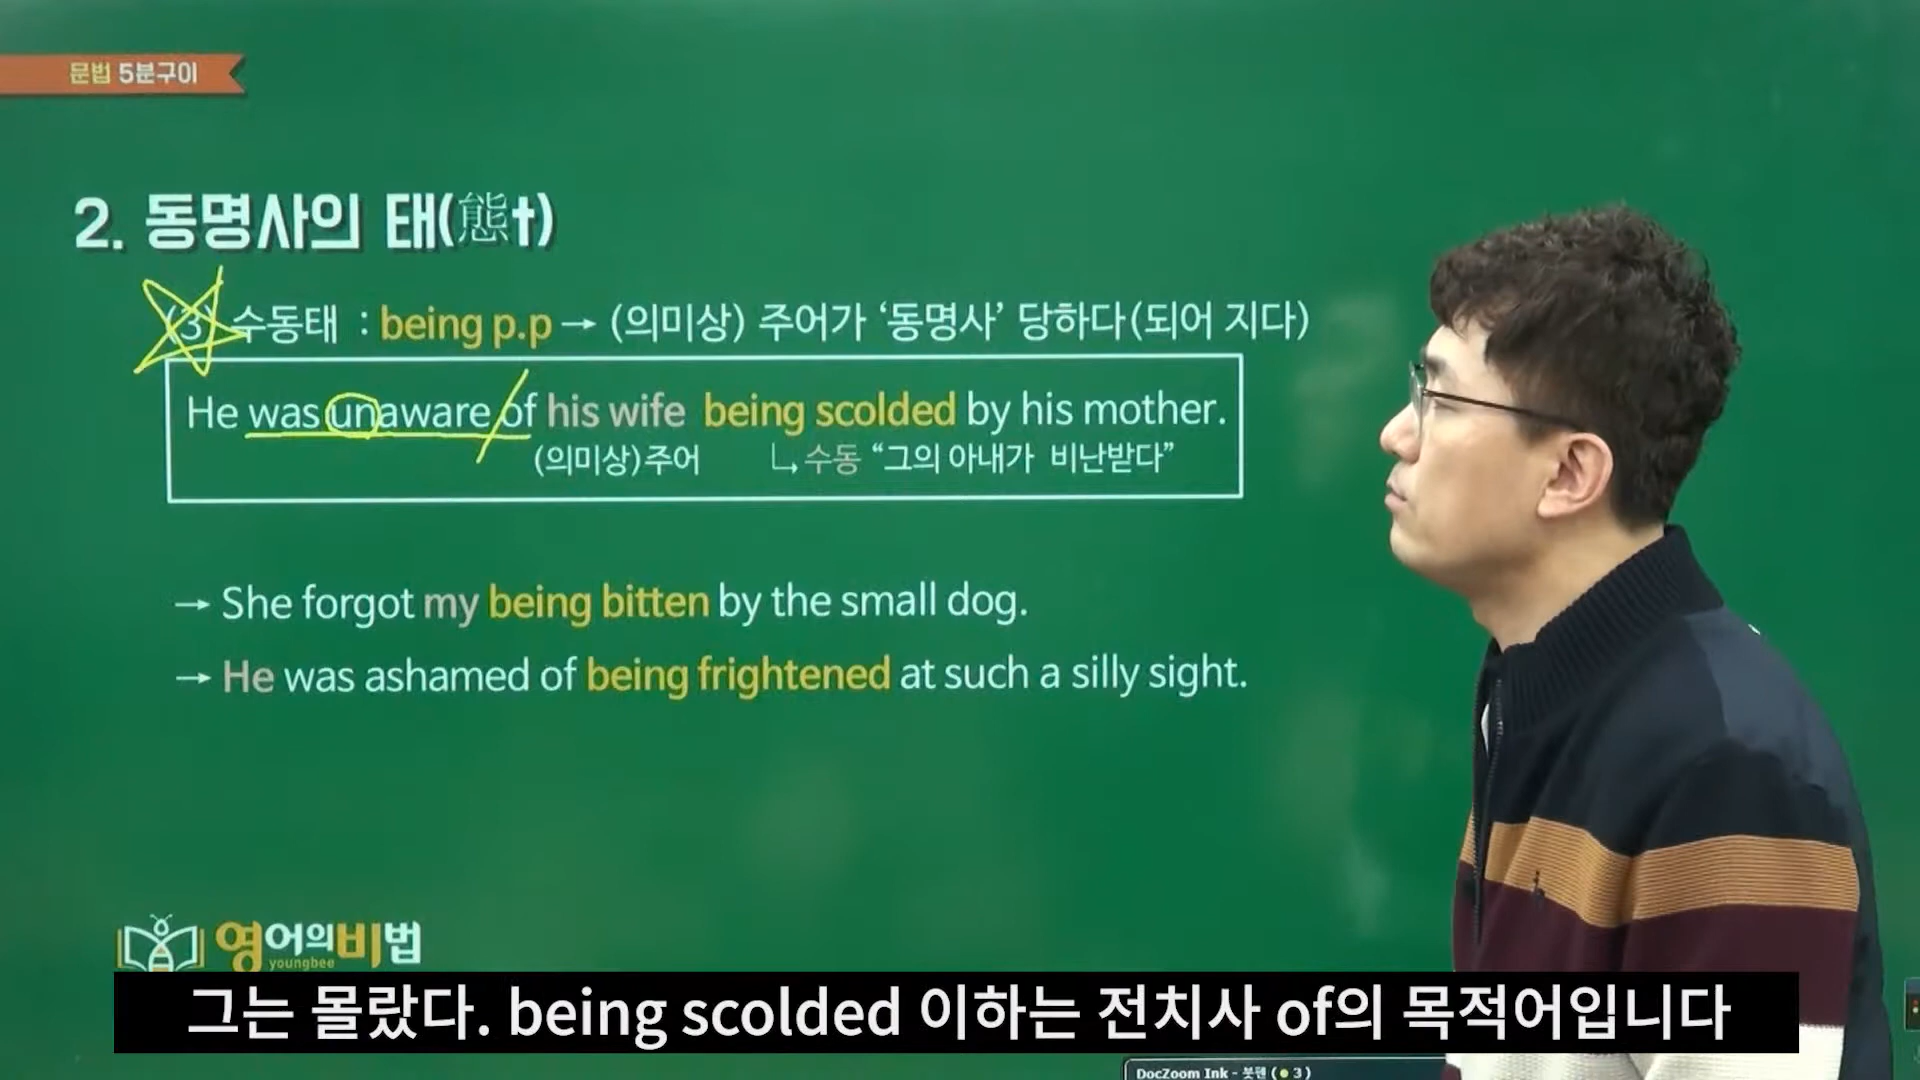 문법 5분구이
2. 동명사의 태(態t)
(3) 수동태 : being p.p → (의미상) 주어가 ‘동명사’ 당하다(되어 지다)
He was unaware of his wife being scolded by his mother.
(의미상)주어 ↳ 수동 “그의 아내가 비난받다”
→ She forgot my being bitten by the small dog.
→ He was ashamed of being frightened at such a silly sight.
영어의비법
youngbee
그는 몰랐다. being scolded 이하는 전치사 of의 목적어입니다
DocZoom Ink - 붓펜 ( 3 )